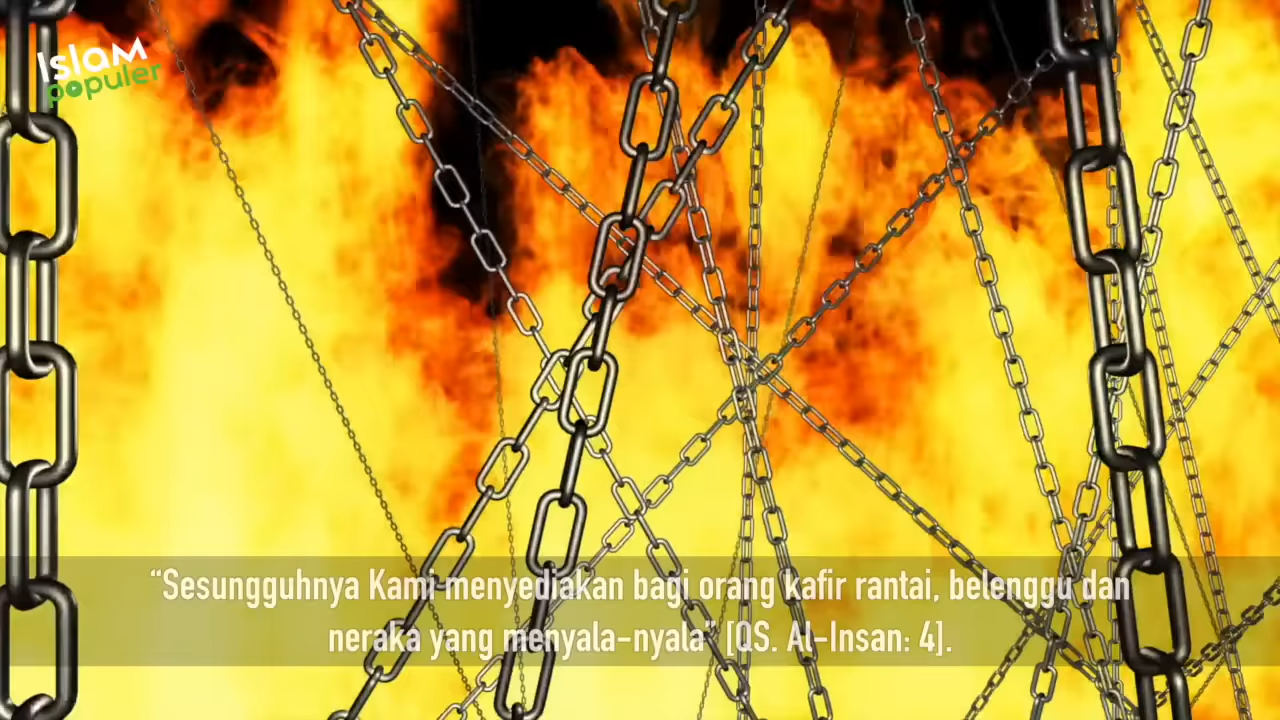 Islam
populer
“Sesungguhnya Kami menyediakan bagi orang kafir rantai, belenggu dan
neraka yang menyala-nyala” [QS. Al-Insan: 4].